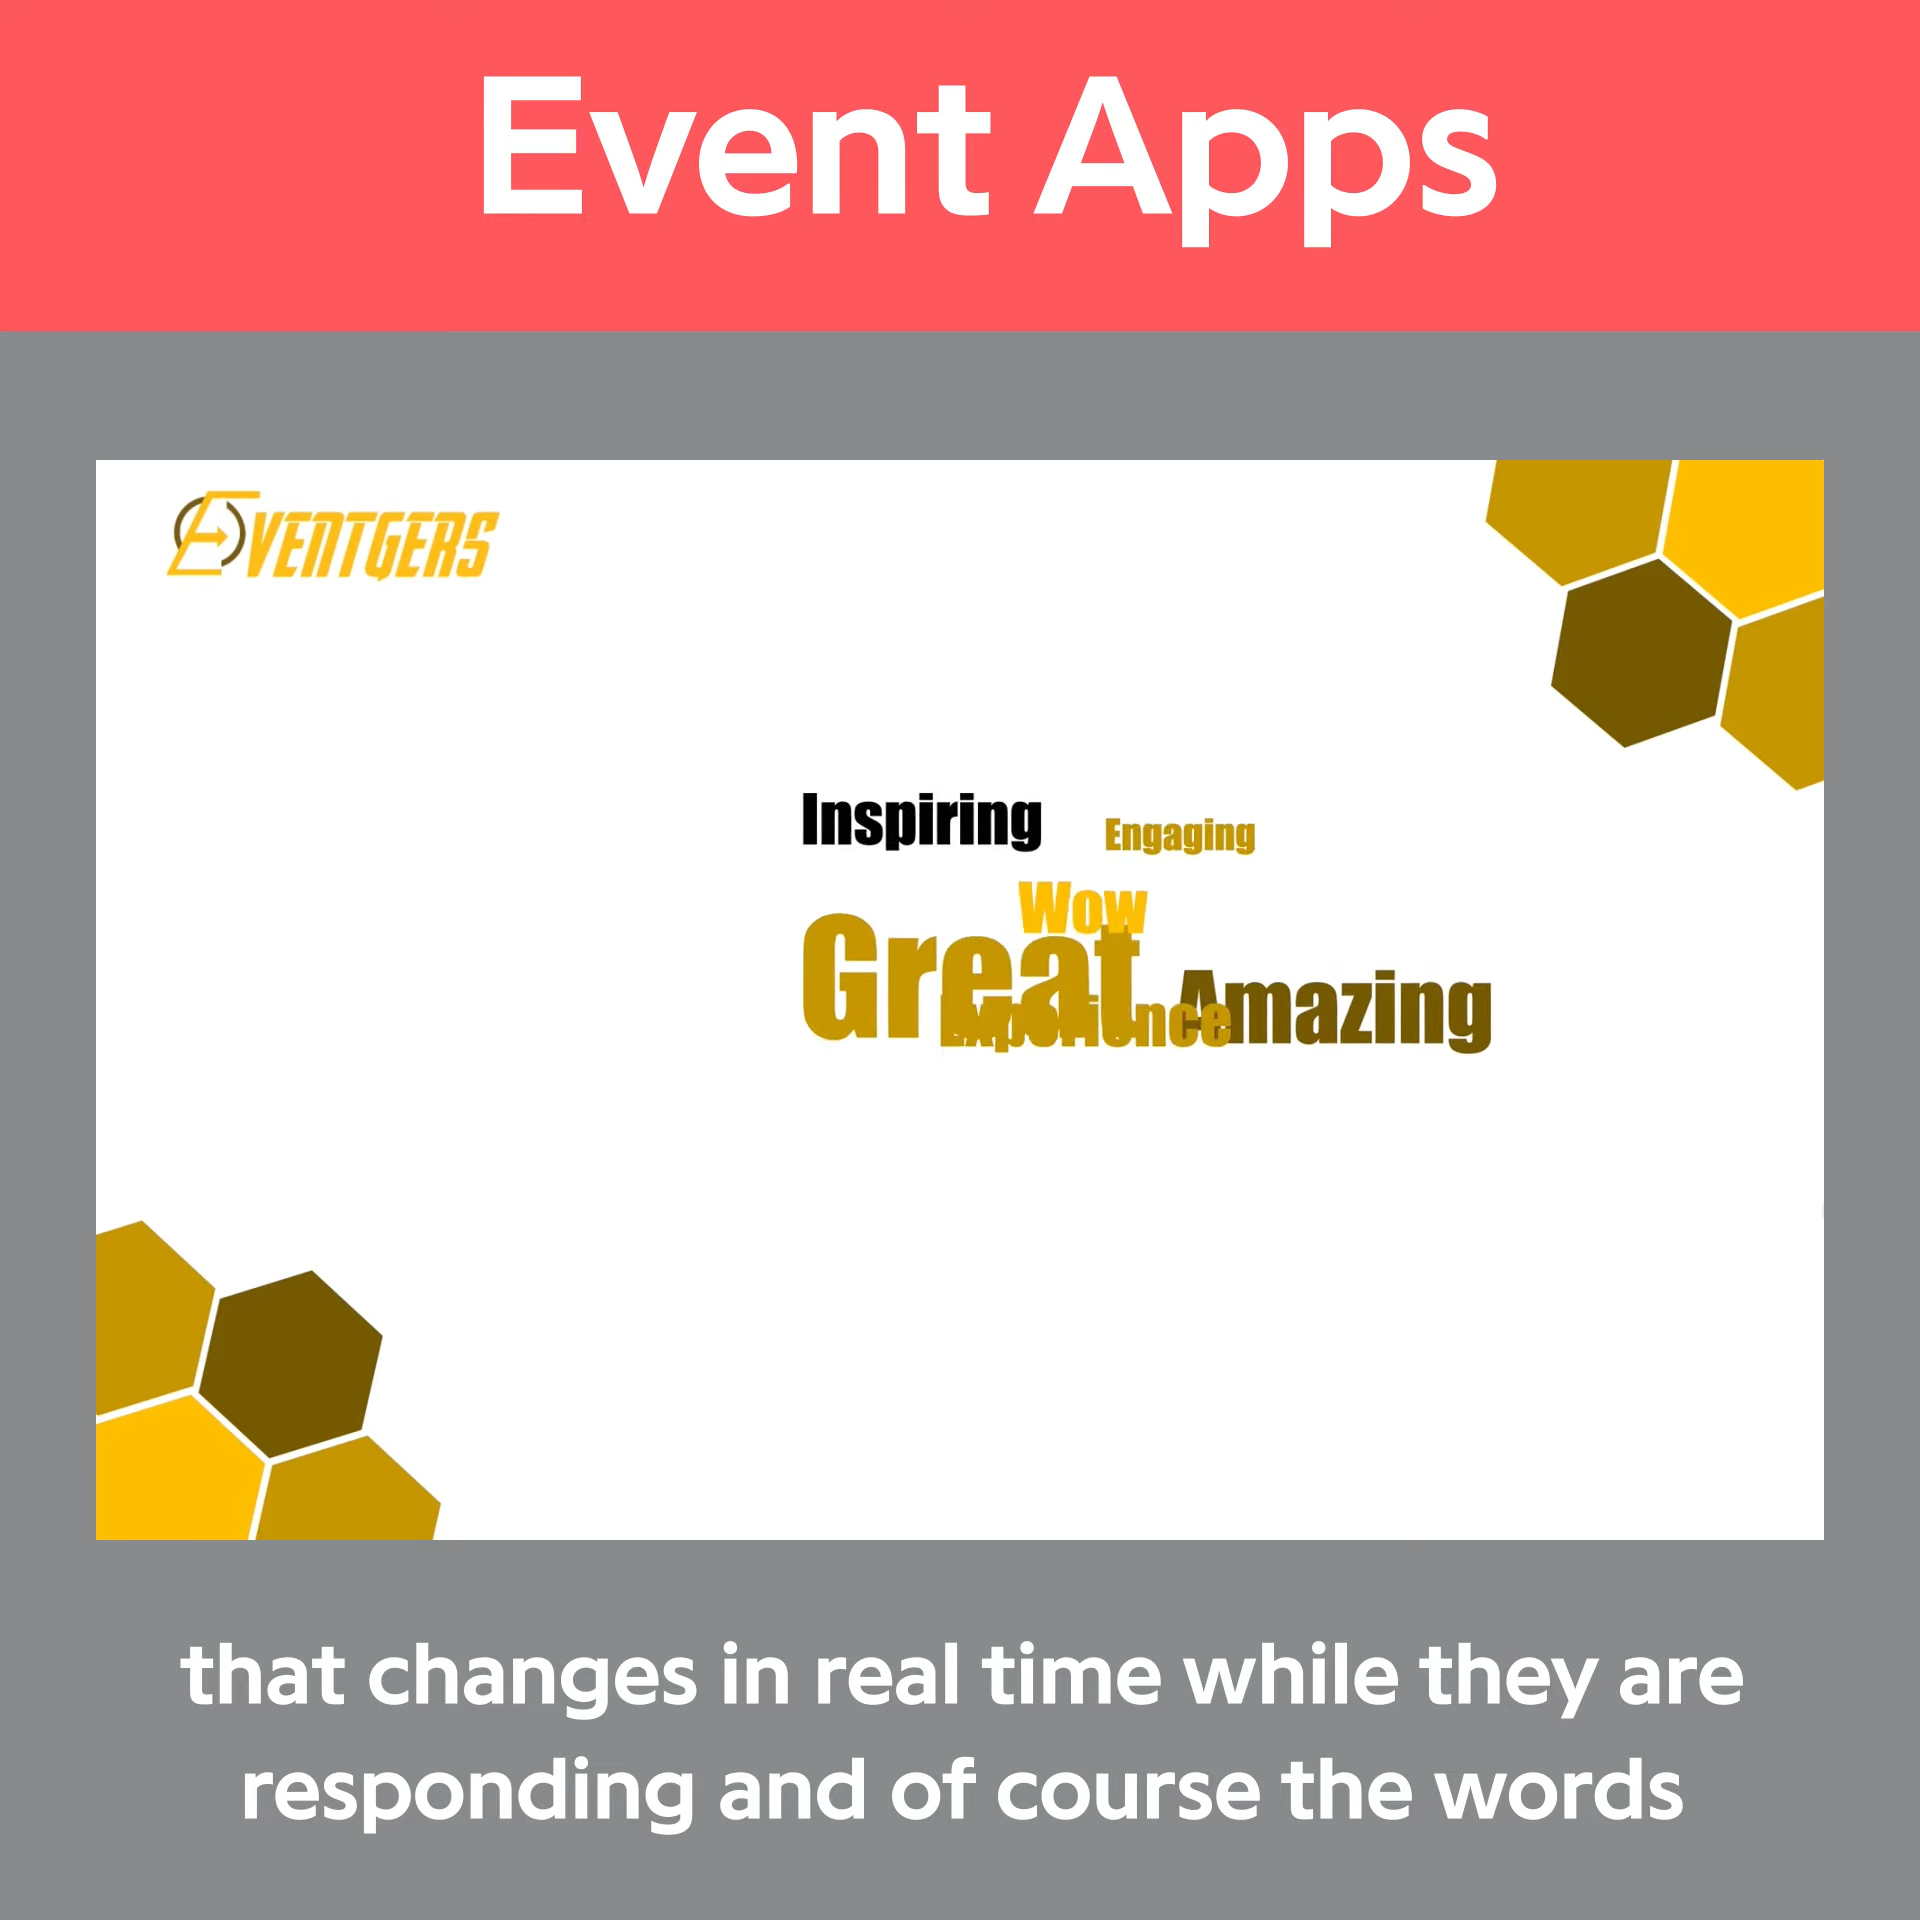 Event Apps
EVENTGERS
Inspiring
Engaging
Wow
Great
Amazing
Experience
that changes in real time while they are
responding and of course the words